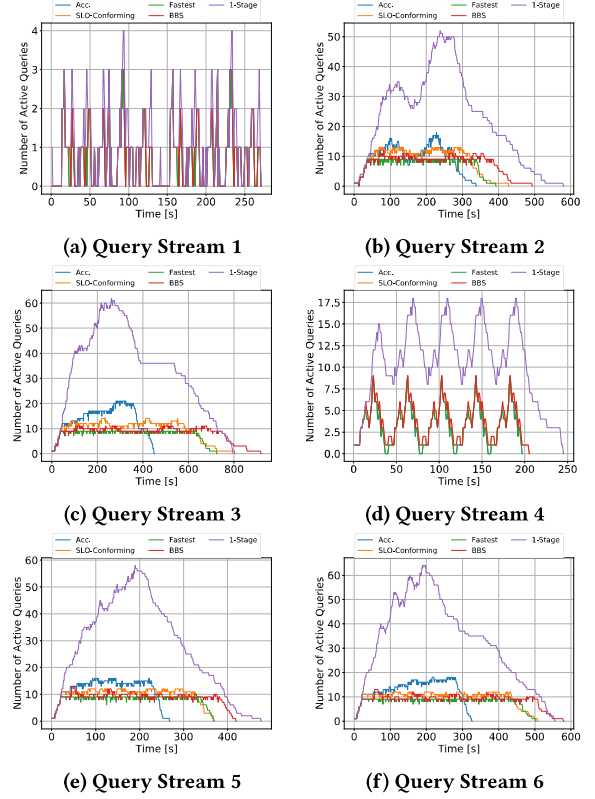 Acc. Fastest 1-Stage
SLO-Conforming BBS
Number of Active Queries
4
3
2
1
0
0 50 100 150 200 250
Time [s]
(a) Query Stream 1
Acc. Fastest 1-Stage
SLO-Conforming BBS
Number of Active Queries
50
40
30
20
10
0
0 100 200 300 400 500 600
Time [s]
(b) Query Stream 2
Acc. Fastest 1-Stage
SLO-Conforming BBS
Number of Active Queries
60
50
40
30
20
10
0
0 200 400 600 800
Time [s]
(c) Query Stream 3
Acc. Fastest 1-Stage
SLO-Conforming BBS
Number of Active Queries
17.5
15.0
12.5
10.0
7.5
5.0
2.5
0.0
0 50 100 150 200 250
Time [s]
(d) Query Stream 4
Acc. Fastest 1-Stage
SLO-Conforming BBS
Number of Active Queries
60
50
40
30
20
10
0
0 100 200 300 400
Time [s]
(e) Query Stream 5
Acc. Fastest 1-Stage
SLO-Conforming BBS
Number of Active Queries
60
50
40
30
20
10
0
0 100 200 300 400 500 600
Time [s]
(f) Query Stream 6